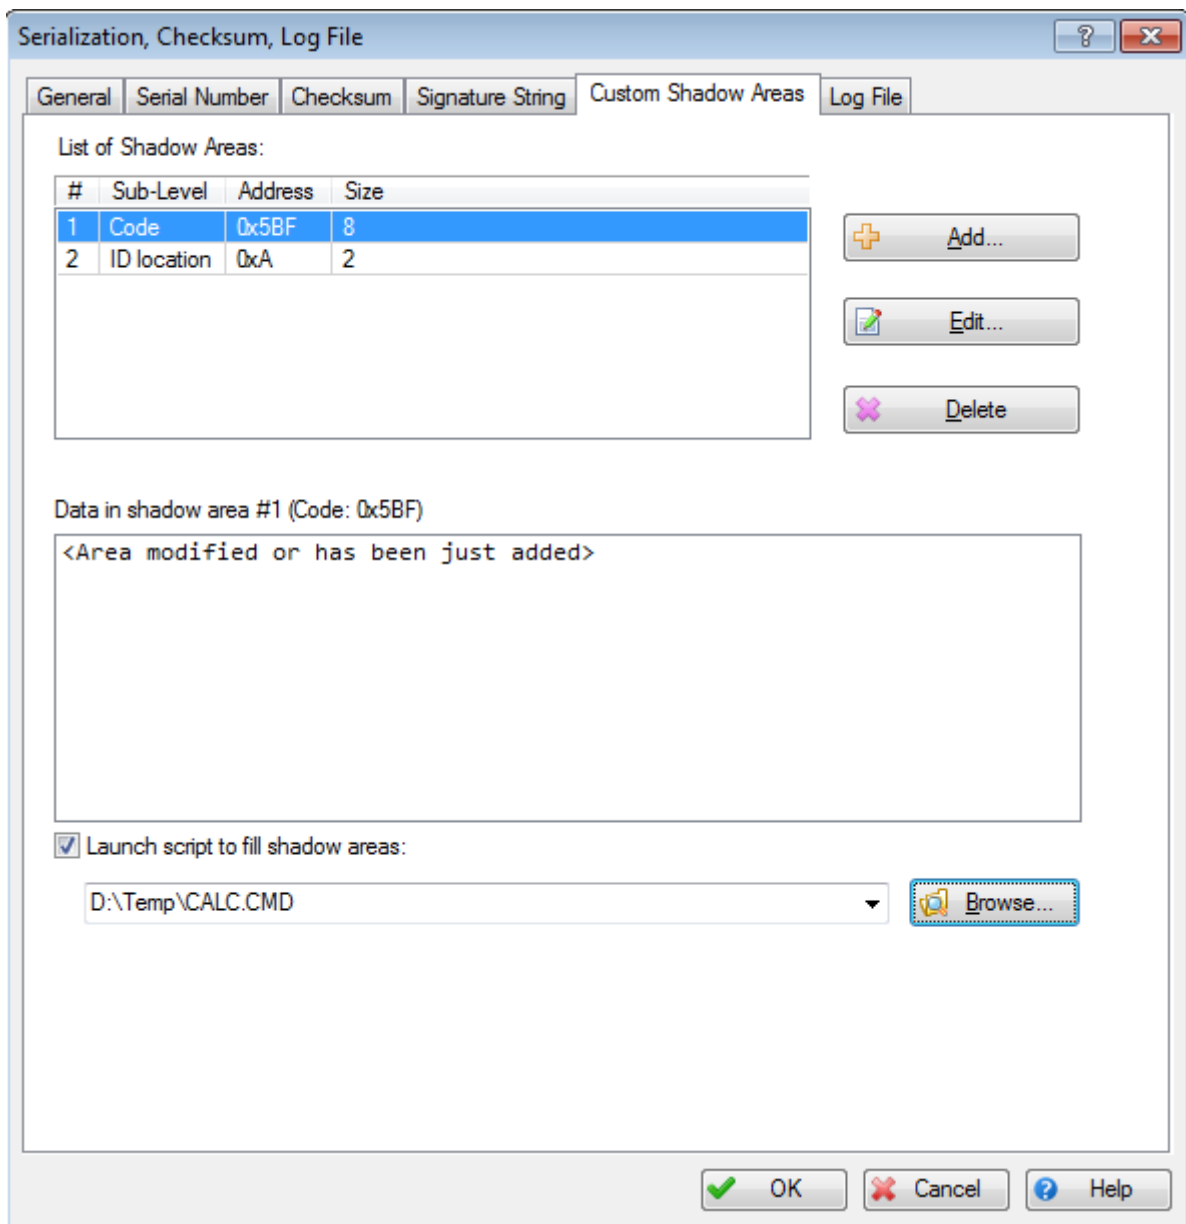 Serialization, Checksum, Log File
General Serial Number Checksum Signature String Custom Shadow Areas Log File
List of Shadow Areas:
# Sub-Level Address Size
1 Code 0x5BF 8
2 ID location 0xA 2
Add...
Edit...
Delete
Data in shadow area #1 (Code: 0x5BF)
<Area modified or has been just added>
Launch script to fill shadow areas:
D:\Temp\CALC.CMD
Browse...
OK Cancel Help